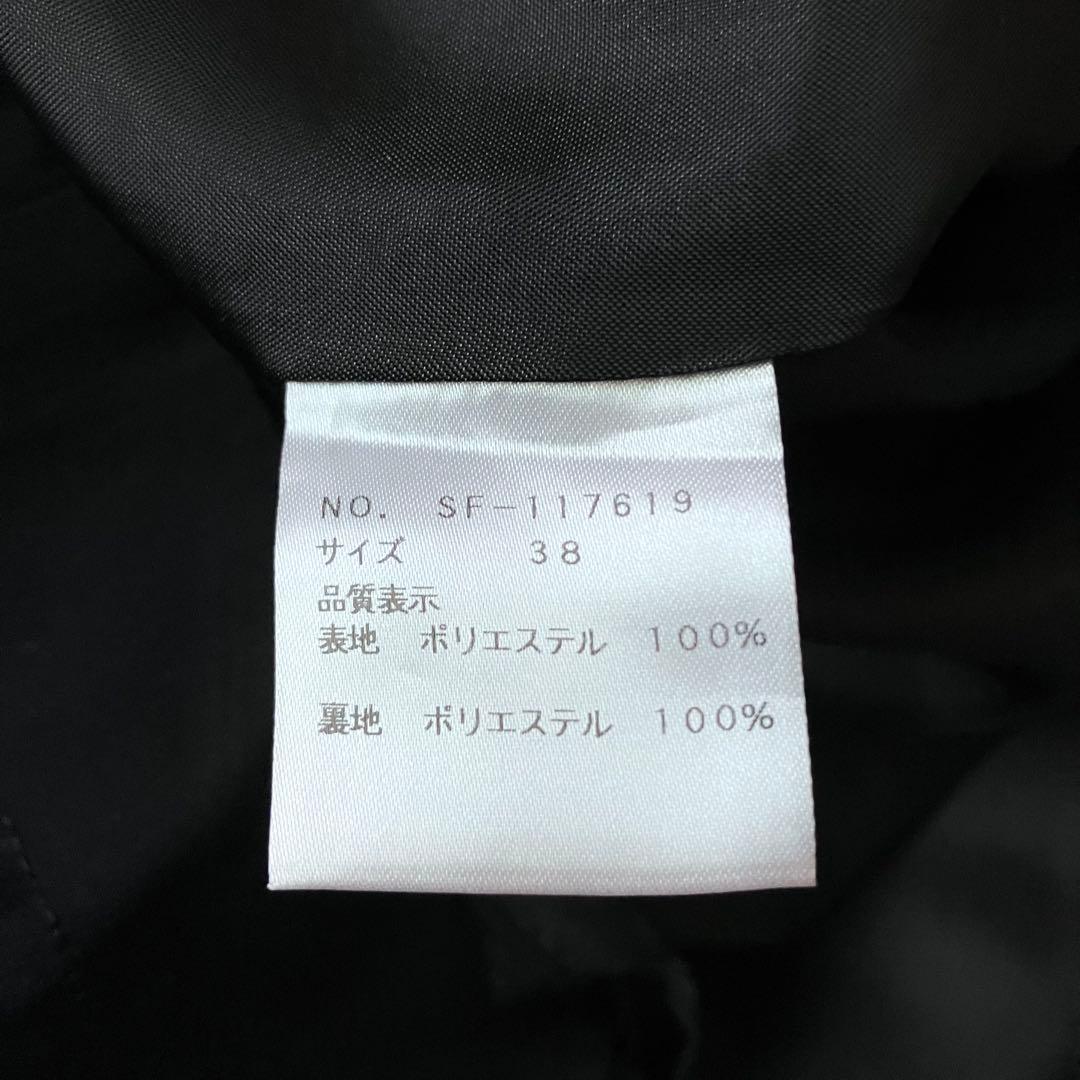 NO. SF-117619
サイズ 38
品質表示
表地 ポリエステル 100%
裏地 ポリエステル 100%